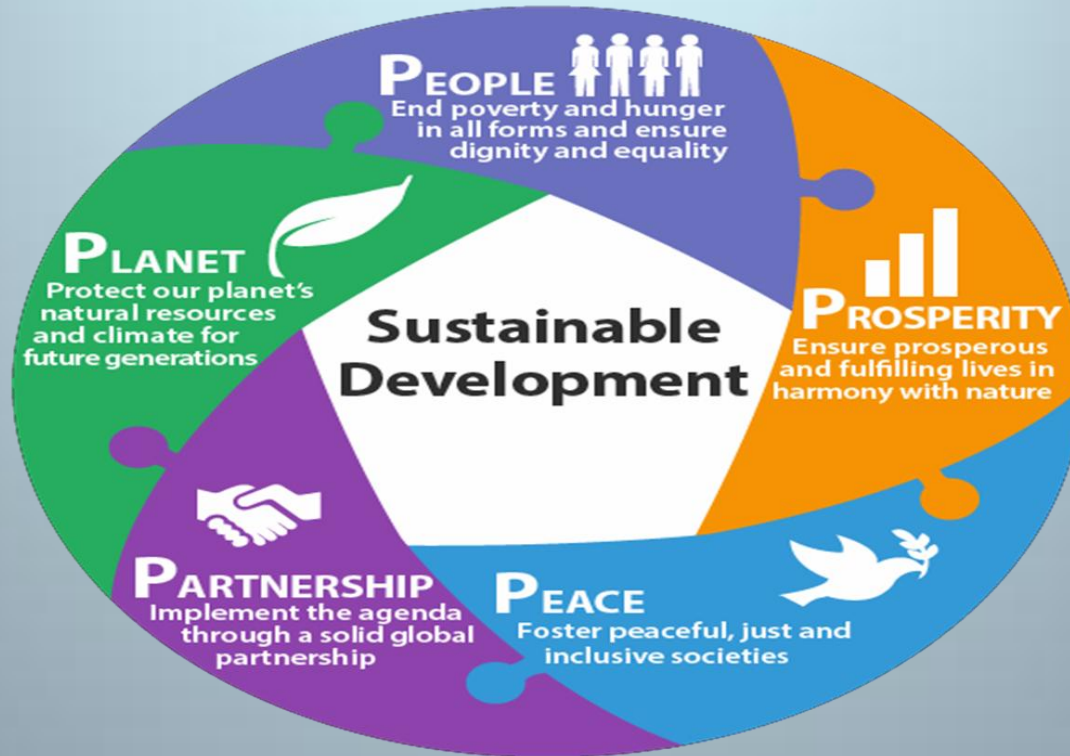 PEOPLE
End poverty and hunger
in all forms and ensure
dignity and equality
PROSPERITY
Ensure prosperous
and fulfilling lives in
harmony with nature
PEACE
Foster peaceful, just and
inclusive societies
PARTNERSHIP
Implement the agenda
through a solid global
partnership
PLANET
Protect our planet’s
natural resources
and climate for
future generations
Sustainable
Development